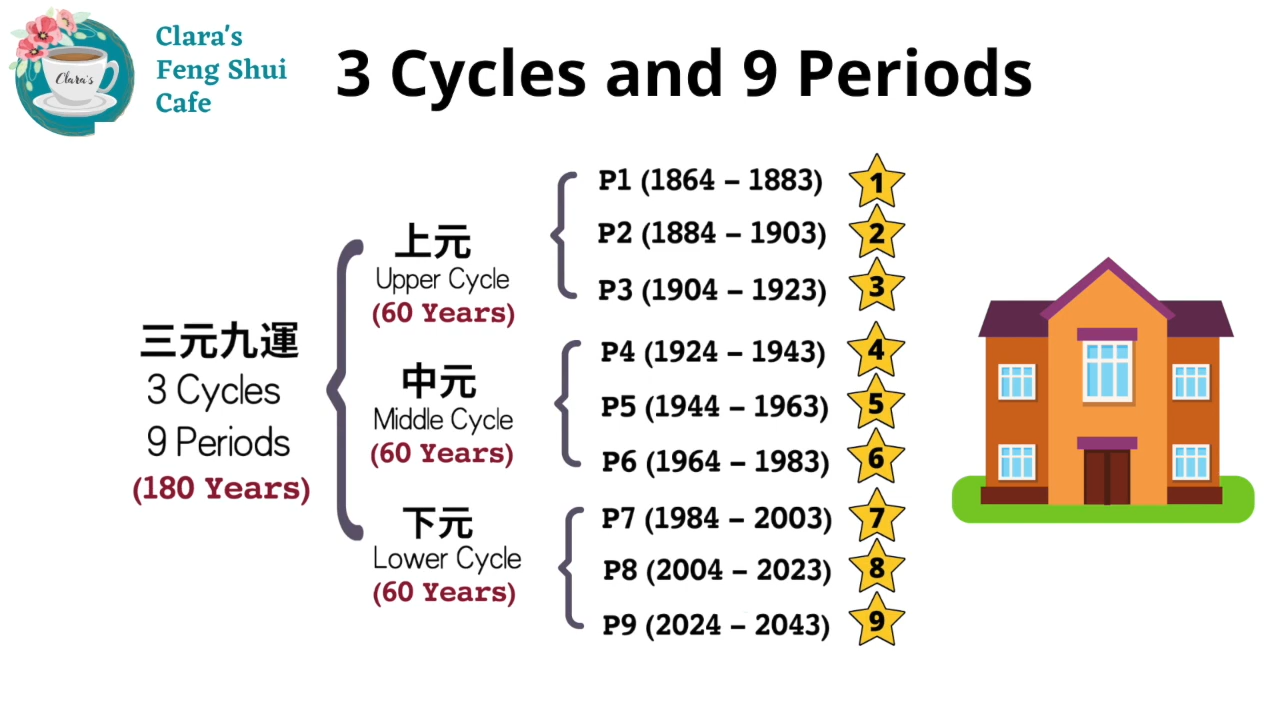 Clara's
Feng Shui
Cafe
Clara's
3 Cycles and 9 Periods
三元九運
3 Cycles
9 Periods
(180 Years)
上元
Upper Cycle
(60 Years)
P1 (1864 – 1883) 1
P2 (1884 – 1903) 2
P3 (1904 – 1923) 3
中元
Middle Cycle
(60 Years)
P4 (1924 – 1943) 4
P5 (1944 – 1963) 5
P6 (1964 – 1983) 6
下元
Lower Cycle
(60 Years)
P7 (1984 – 2003) 7
P8 (2004 – 2023) 8
P9 (2024 – 2043) 9